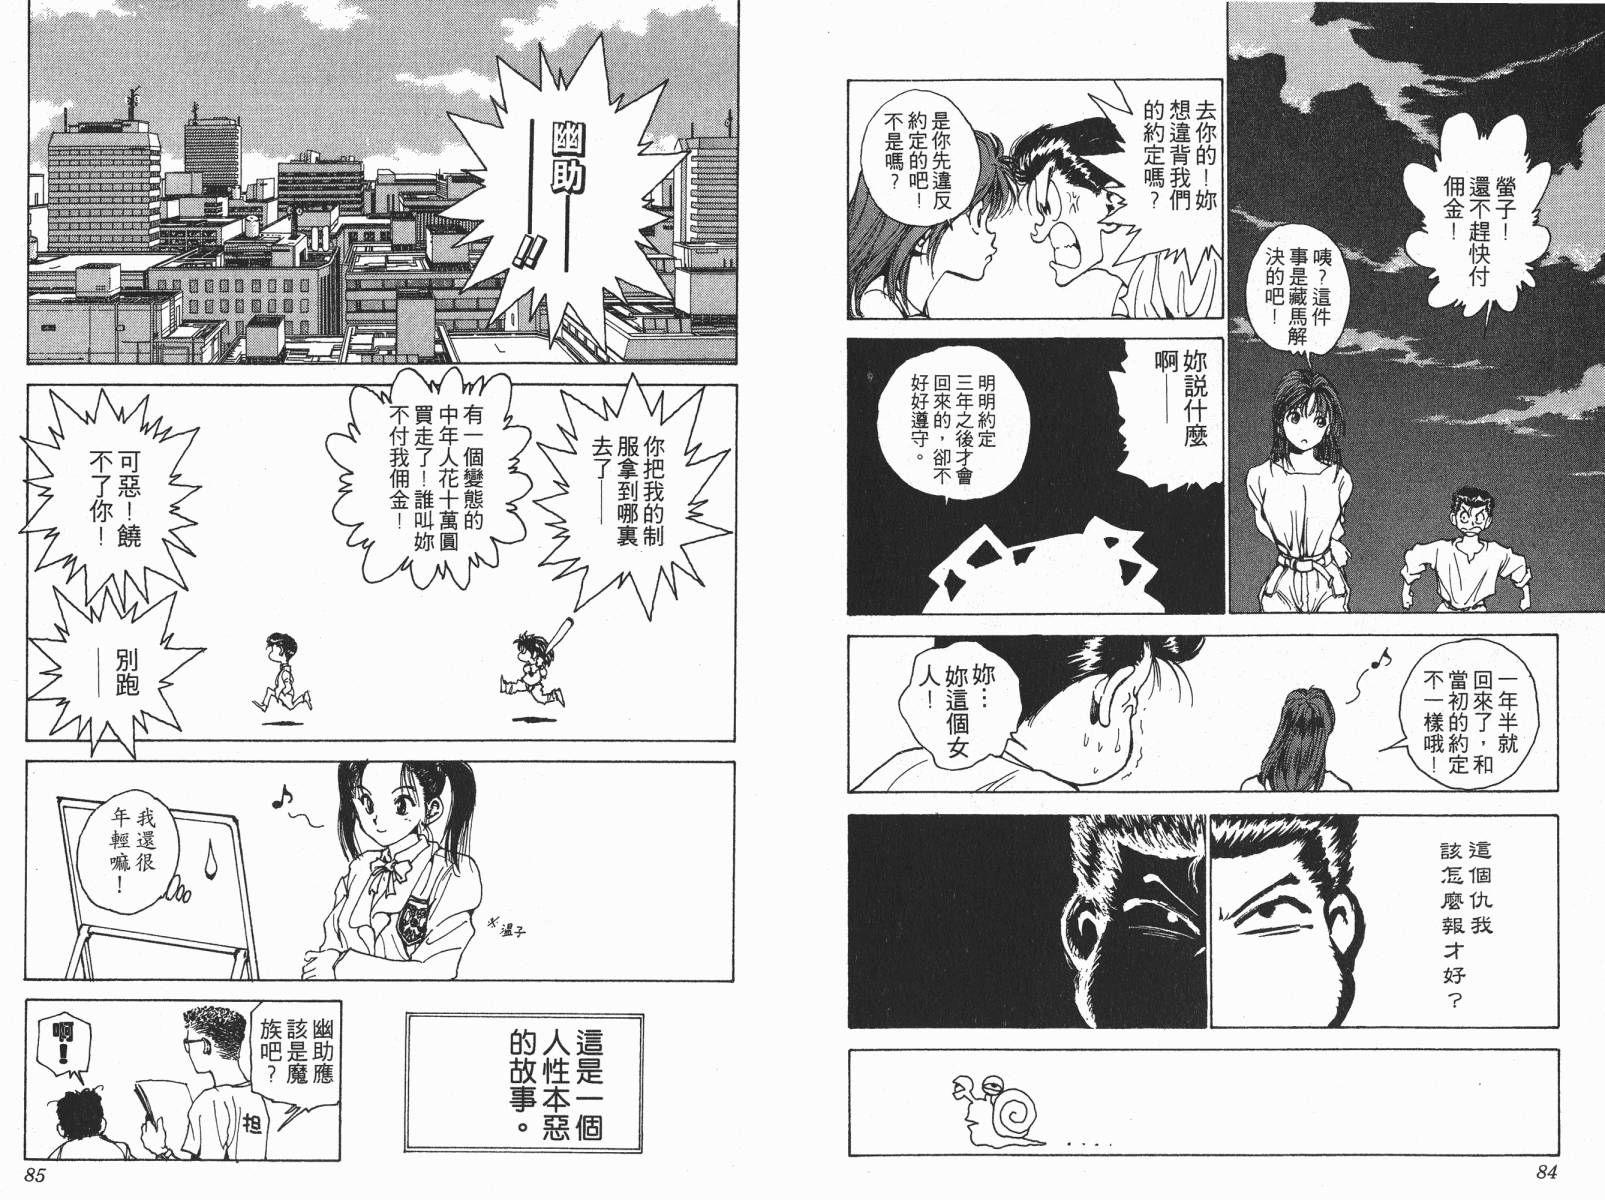 螢子！
還不趕快付
佣金！
咦？這件
事是藏馬解
決的吧！
去你的！妳
想違背我們
的約定嗎？
是你先違反
約定的吧！
不是嗎？
妳説什麼
啊——
明明約定
三年之後才會
回來的，卻不
好好遵守。
一年半就
回來了，和
當初的約定
不一樣哦！
妳…
妳這個女
人！
這個仇我
該怎麼報才好？
84
幽助——！！
你把我的制
服拿到哪裏
去了——
有一個變態的
中年人花十萬圓
買走了！誰叫妳
不付我佣金！
可惡！饒
不了你！
別跑
——
我還很
年輕嘛！
※溫子
這是一個
人性本惡
的故事。
幽助應
該是魔
族吧？
担
啊！
85